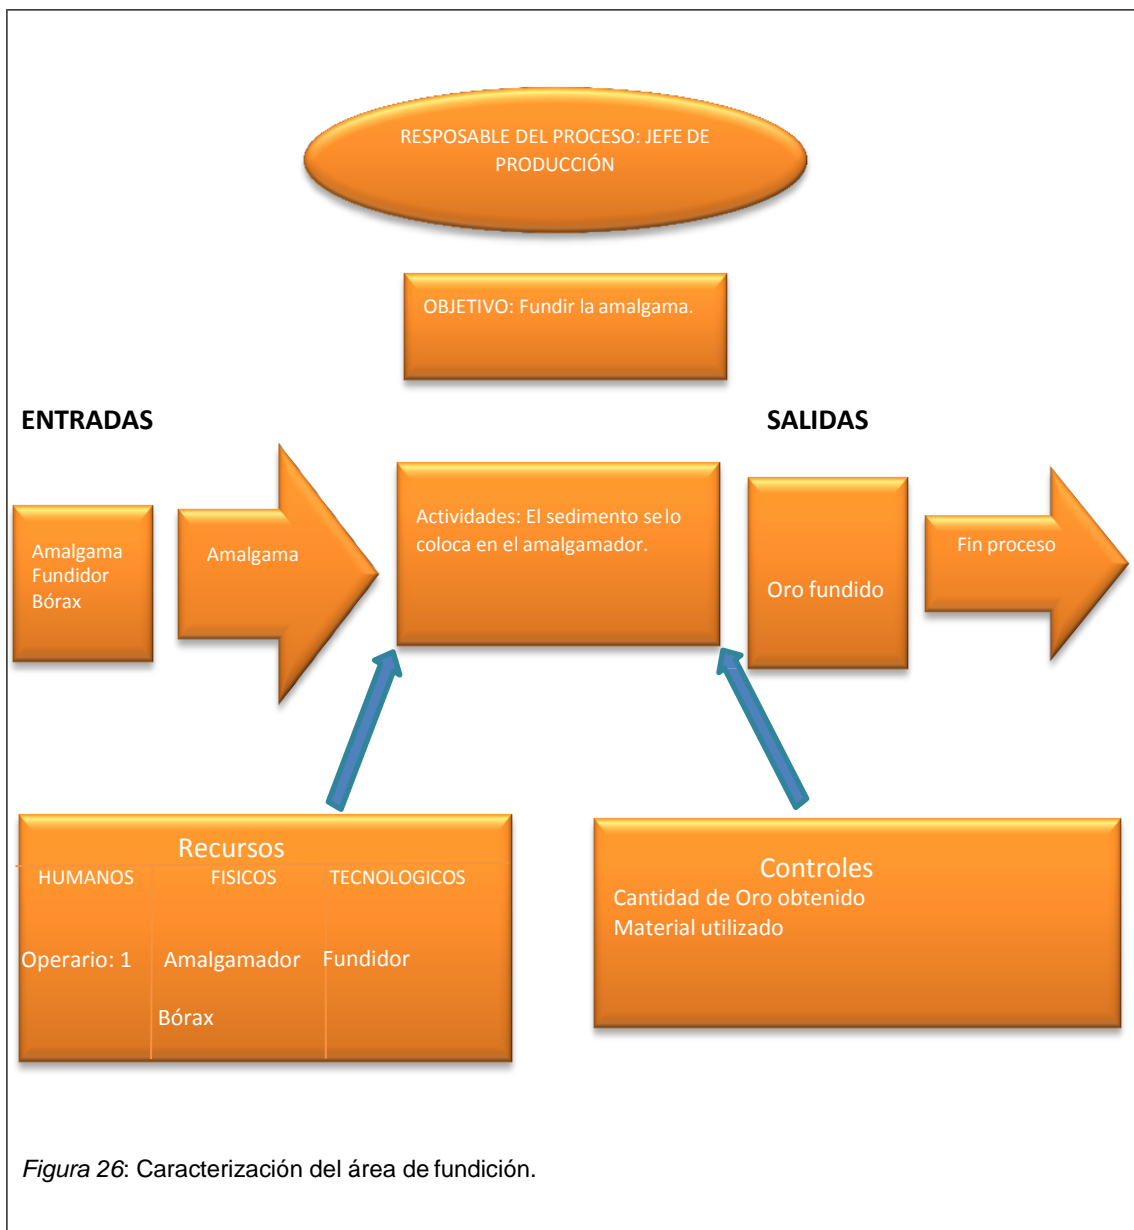 RESPOSABLE DEL PROCESO: JEFE DE
PRODUCCIÓN
OBJETIVO: Fundir la amalgama.
ENTRADAS
SALIDAS
Amalgama
Fundidor
Bórax
Amalgama
Actividades: El sedimento se lo
coloca en el amalgamador.
Oro fundido
Fin proceso
Recursos
HUMANOS FISICOS TECNOLOGICOS
Operario: 1 Amalgamador Fundidor
Bórax
Controles
Cantidad de Oro obtenido
Material utilizado
Figura 26: Caracterización del área de fundición.